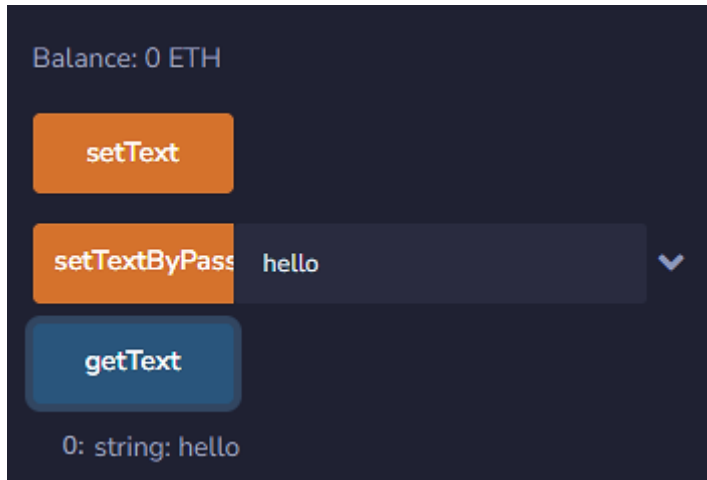 Balance: 0 ETH
setText
setTextByPass hello
getText
0: string: hello